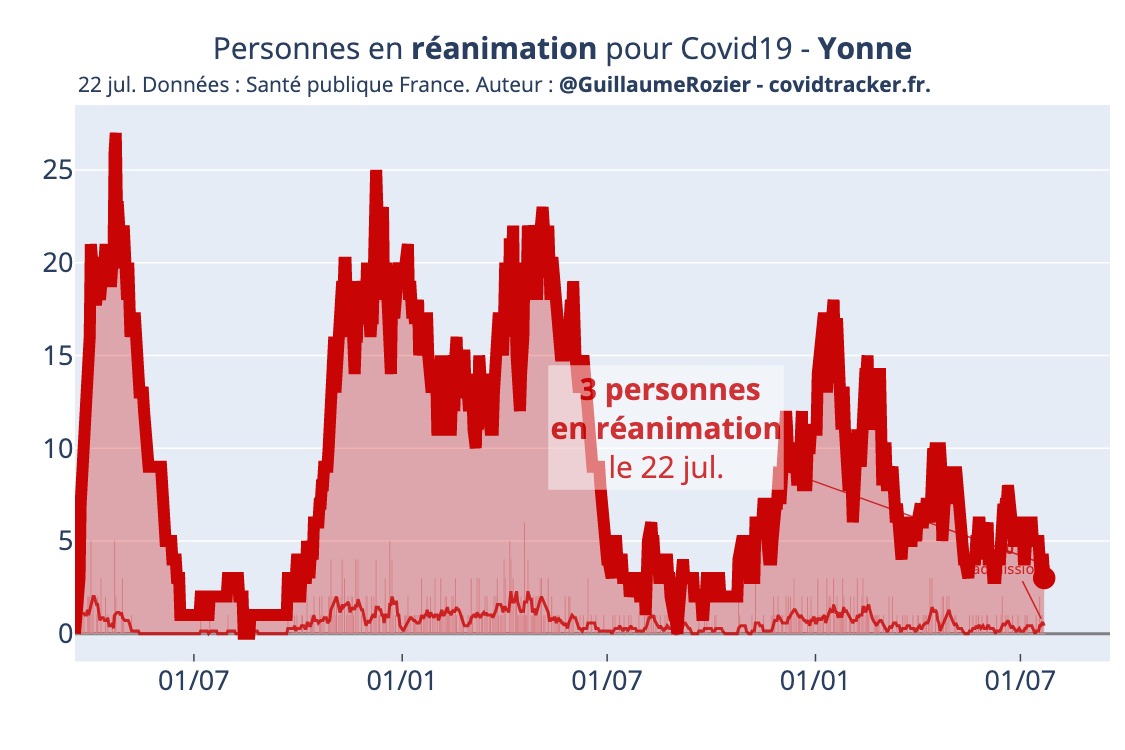 Personnes en réanimation pour Covid19 - Yonne
22 jul. Données : Santé publique France. Auteur : @GuillaumeRozier - covidtracker.fr.
25
20
15
10
5
0
3 personnes
en réanimation
le 22 jul.
01/07
01/01
01/07
01/01
01/07